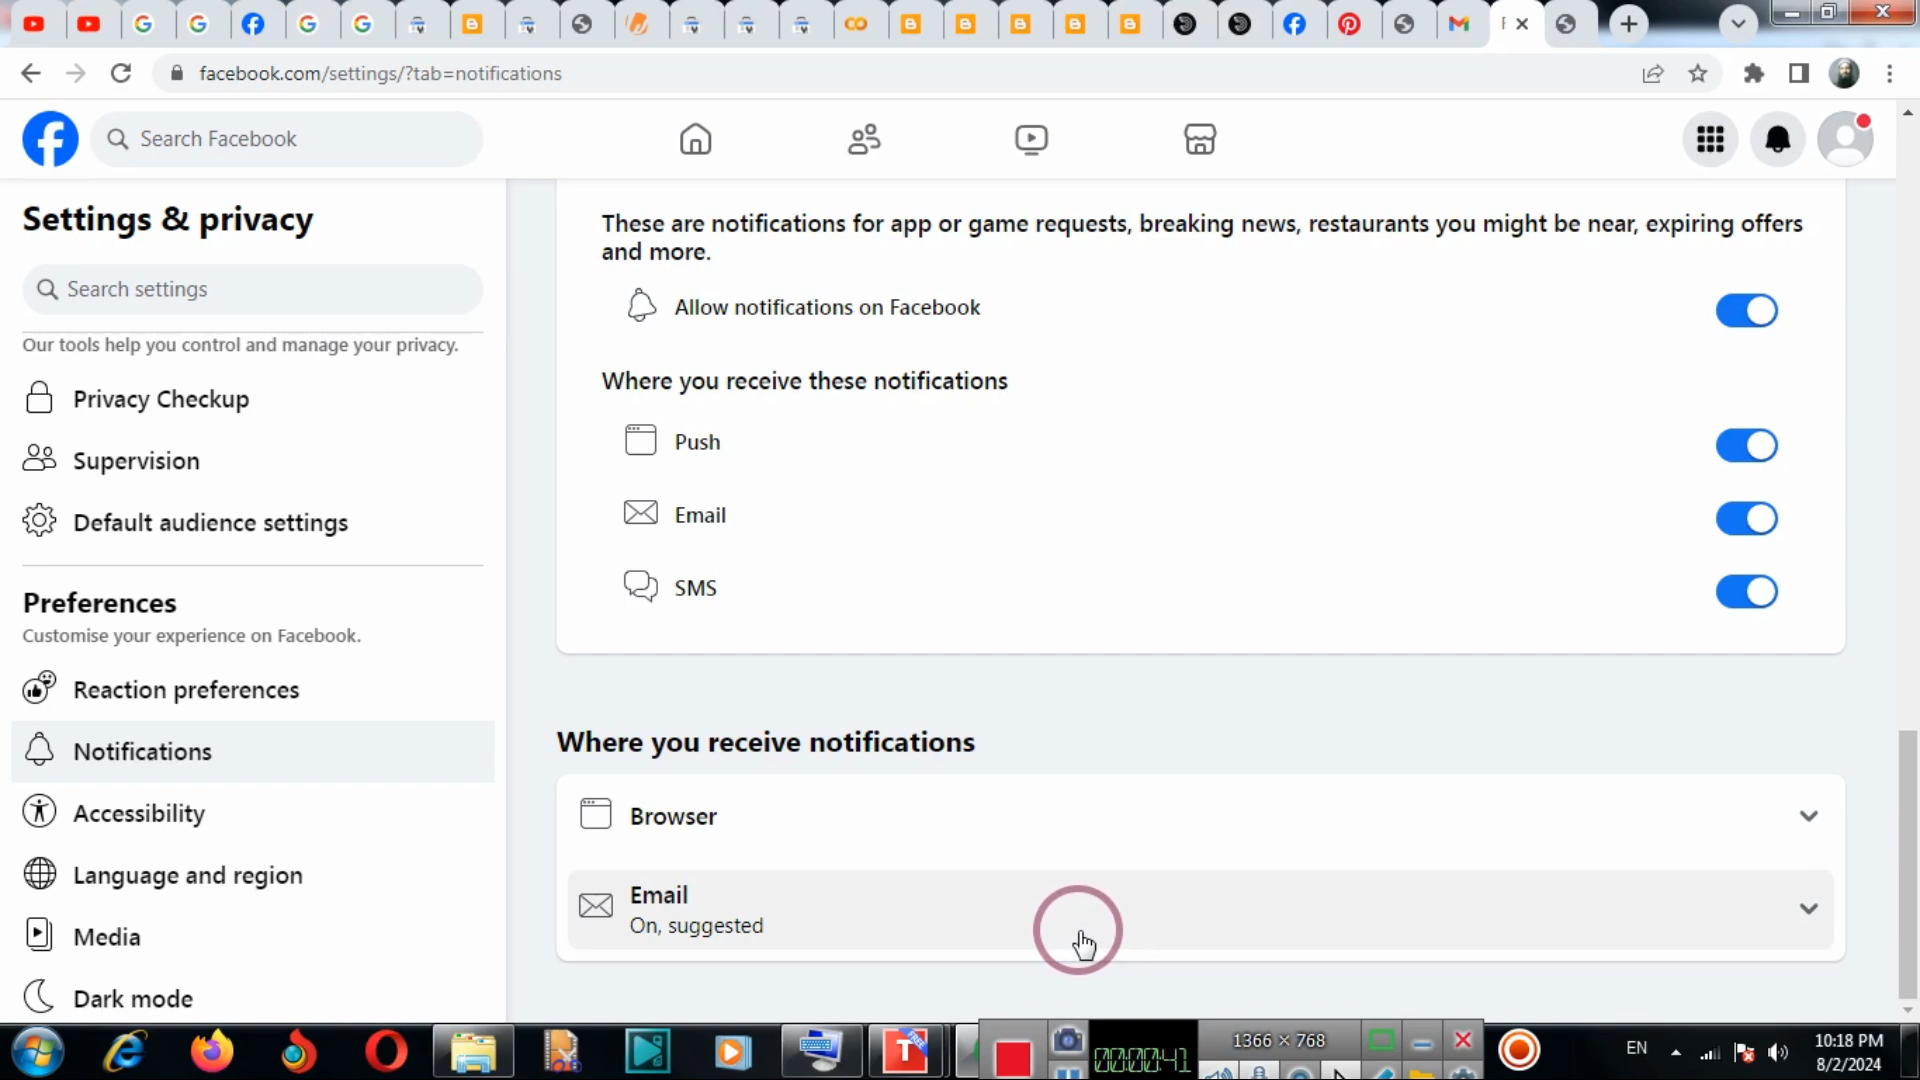 facebook.com/settings/?tab=notifications
Search Facebook
Settings & privacy
Search settings
Our tools help you control and manage your privacy.
Privacy Checkup
Supervision
Default audience settings
Preferences
Customise your experience on Facebook.
Reaction preferences
Notifications
Accessibility
Language and region
Media
Dark mode
These are notifications for app or game requests, breaking news, restaurants you might be near, expiring offers
and more.
Allow notifications on Facebook
Where you receive these notifications
Push
Email
SMS
Where you receive notifications
Browser
Email
On, suggested
T
FREE
00:00:41
1366 × 768
EN
10:18 PM
8/2/2024